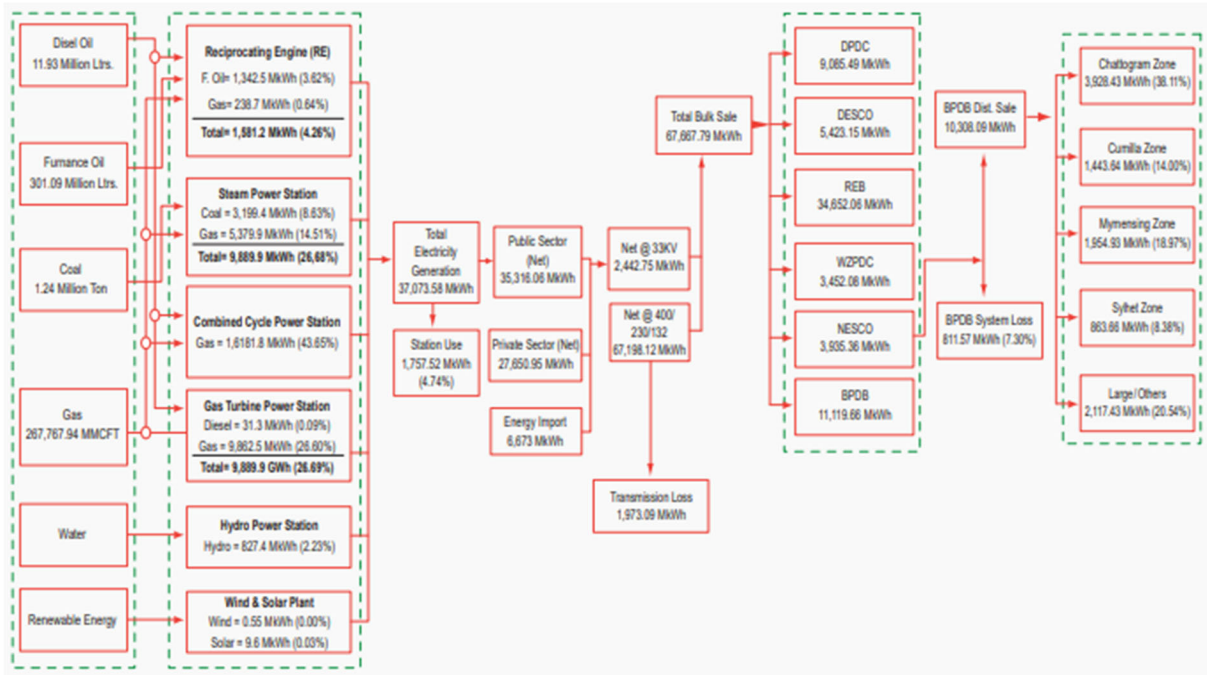 Disel Oil
11.93 Million Ltrs.
Furnance Oil
301.09 Million Ltrs.
Coal
1.24 Million Ton
Gas
267,767.94 MMCFT
Water
Renewable Energy
Reciprocating Engine (RE)
F. Oil= 1,342.5 MkWh (3.62%)
Gas= 238.7 MkWh (0.64%)
Total= 1,581.2 MkWh (4.26%)
Steam Power Station
Coal = 3,199.4 MkWh (8.63%)
Gas = 5,379.9 MkWh (14.51%)
Total= 9,889.9 MkWh (26,68%)
Combined Cycle Power Station
Gas = 1,6181.8 MkWh (43.65%)
Gas Turbine Power Station
Diesel = 31.3 MkWh (0.09%)
Gas = 9,862.5 MkWh (26.60%)
Total= 9,889.9 GWh (26.69%)
Hydro Power Station
Hydro = 827.4 MkWh (2.23%)
Wind & Solar Plant
Wind = 0.55 MkWh (0.00%)
Solar = 9.6 MkWh (0.03%)
Total
Electricity
Generation
37,073.58 MkWh
Station Use
1,757.52 MkWh
(4.74%)
Public Sector
(Net)
35,316.06 MkWh
Private Sector (Net)
27,650.95 MkWh
Energy Import
6,673 MkWh
Net @ 33KV
2,442.75 MkWh
Net @ 400/
230/132
67,198.12 MkWh
Transmission Loss
1,973.09 MkWh
Total Bulk Sale
67,667.79 MkWh
DPDC
9,085.49 MkWh
DESCO
5,423.15 MkWh
REB
34,652.06 MkWh
WZPDC
3,452.08 MkWh
NESCO
3,935.36 MkWh
BPDB
11,119.66 MkWh
BPDB Dist. Sale
10,308.09 MkWh
BPDB System Loss
811.57 MkWh (7.30%)
Chattogram Zone
3,928.43 MkWh (38.11%)
Cumilla Zone
1,443.64 MkWh (14.00%)
Mymensing Zone
1,954.93 MkWh (18.97%)
Sylhet Zone
863.66 MkWh (8.38%)
Large/Others
2,117.43 MkWh (20.54%)